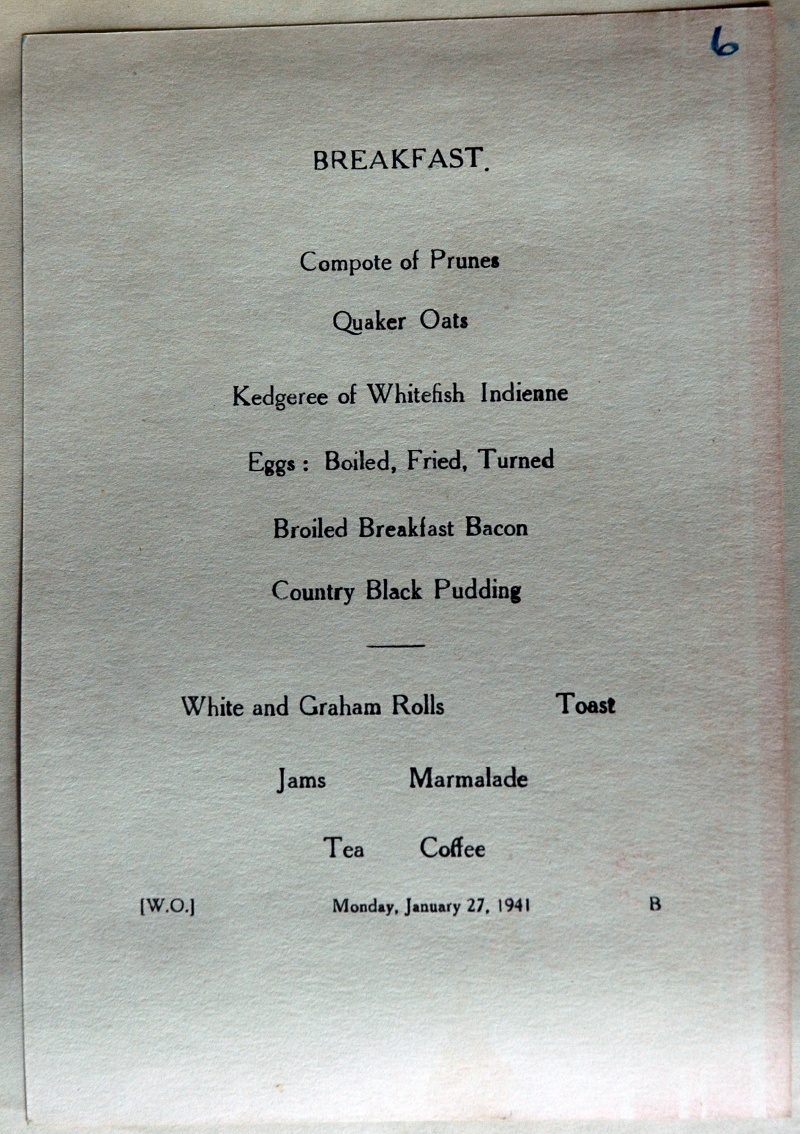 6
BREAKFAST.
Compote of Prunes
Quaker Oats
Kedgeree of Whitefish Indienne
Eggs : Boiled, Fried, Turned
Broiled Breakfast Bacon
Country Black Pudding
White and Graham Rolls Toast
Jams Marmalade
Tea Coffee
[W.O.] Monday, January 27, 1941 B